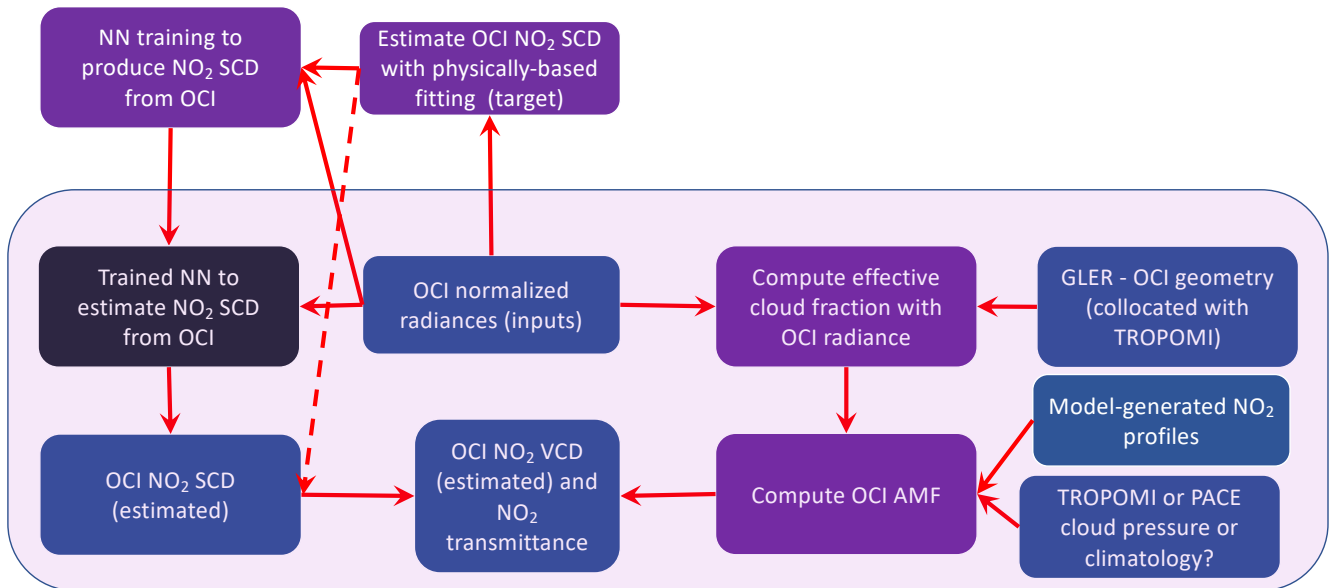 NN training to
produce NO₂ SCD
from OCI
Estimate OCI NO₂ SCD
with physically-based
fitting (target)
Trained NN to
estimate NO₂ SCD
from OCI
OCI normalized
radiances (inputs)
Compute effective
cloud fraction with
OCI radiance
GLER - OCI geometry
(collocated with
TROPOMI)
Model-generated NO₂
profiles
OCI NO₂ SCD
(estimated)
OCI NO₂ VCD
(estimated) and
NO₂
transmittance
Compute OCI AMF
TROPOMI or PACE
cloud pressure or
climatology?